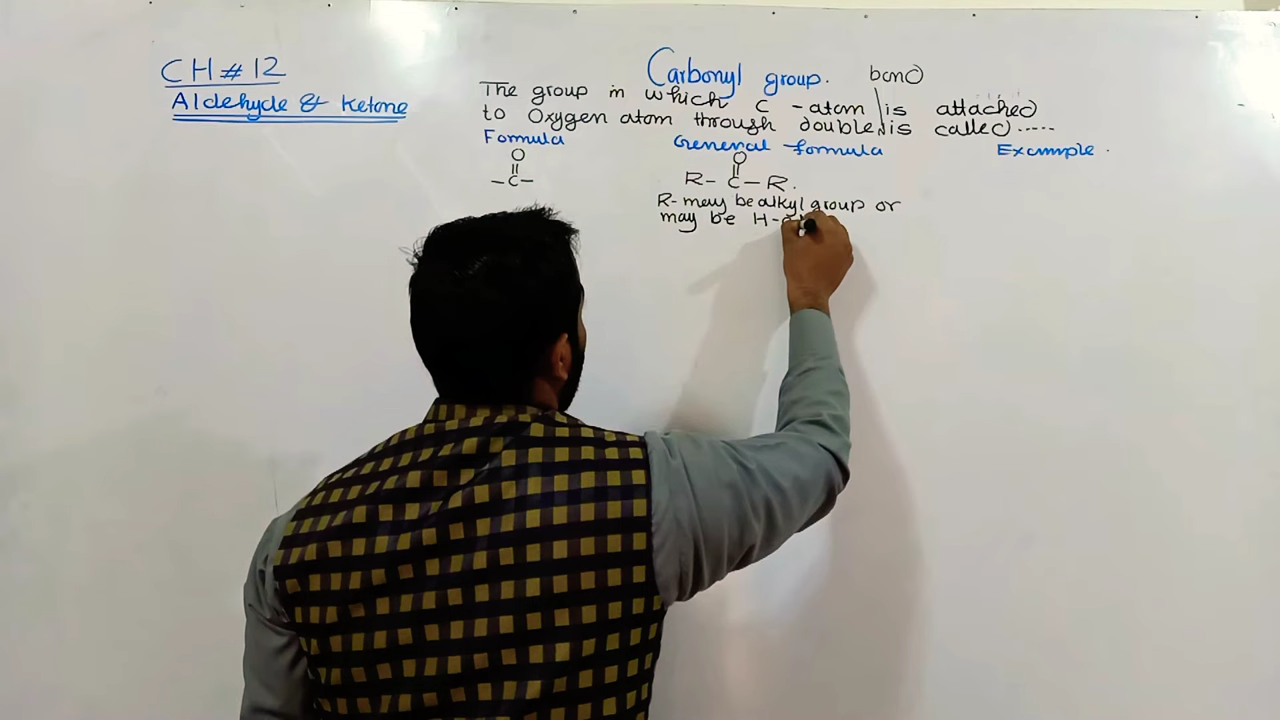 CH # 12
Aldehyde & Ketone
Carbonyl group.
bond
The group in which C -atom is attached
to Oxygen atom through double is called .....
Formula
General formula
Example.
O
||
-C-
O
||
R-C-R.
R- may be alkyl group or
may be H-